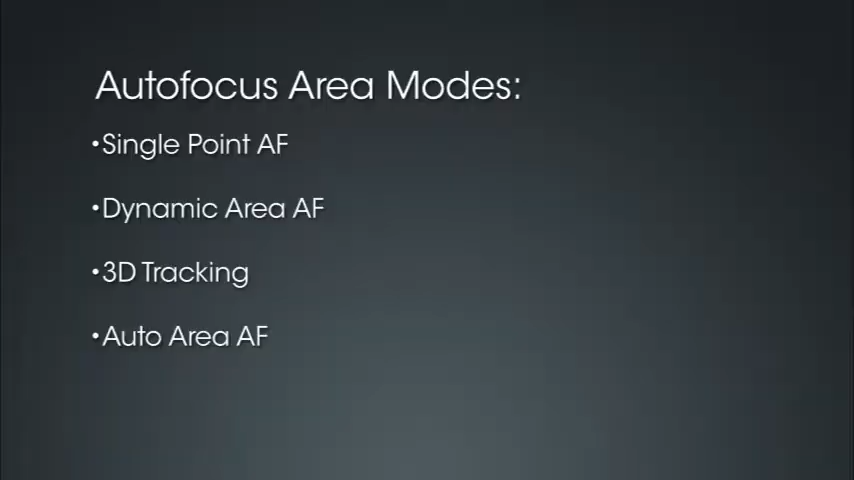 Autofocus Area Modes:
•Single Point AF
•Dynamic Area AF
•3D Tracking
•Auto Area AF